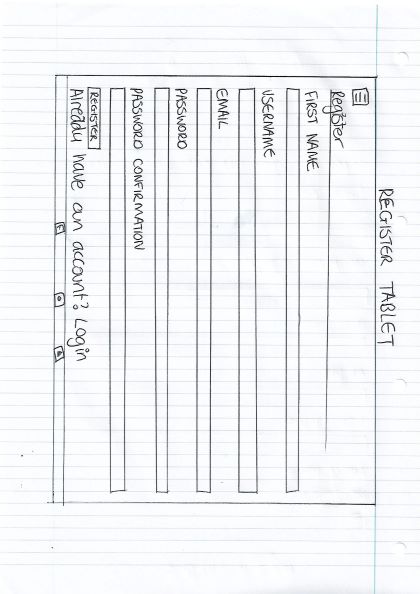 REGISTER TABLET
Register
FIRST NAME
USERNAME
EMAIL
PASSWORD
PASSWORD CONFIRMATION
REGISTER
Already have an account? Login